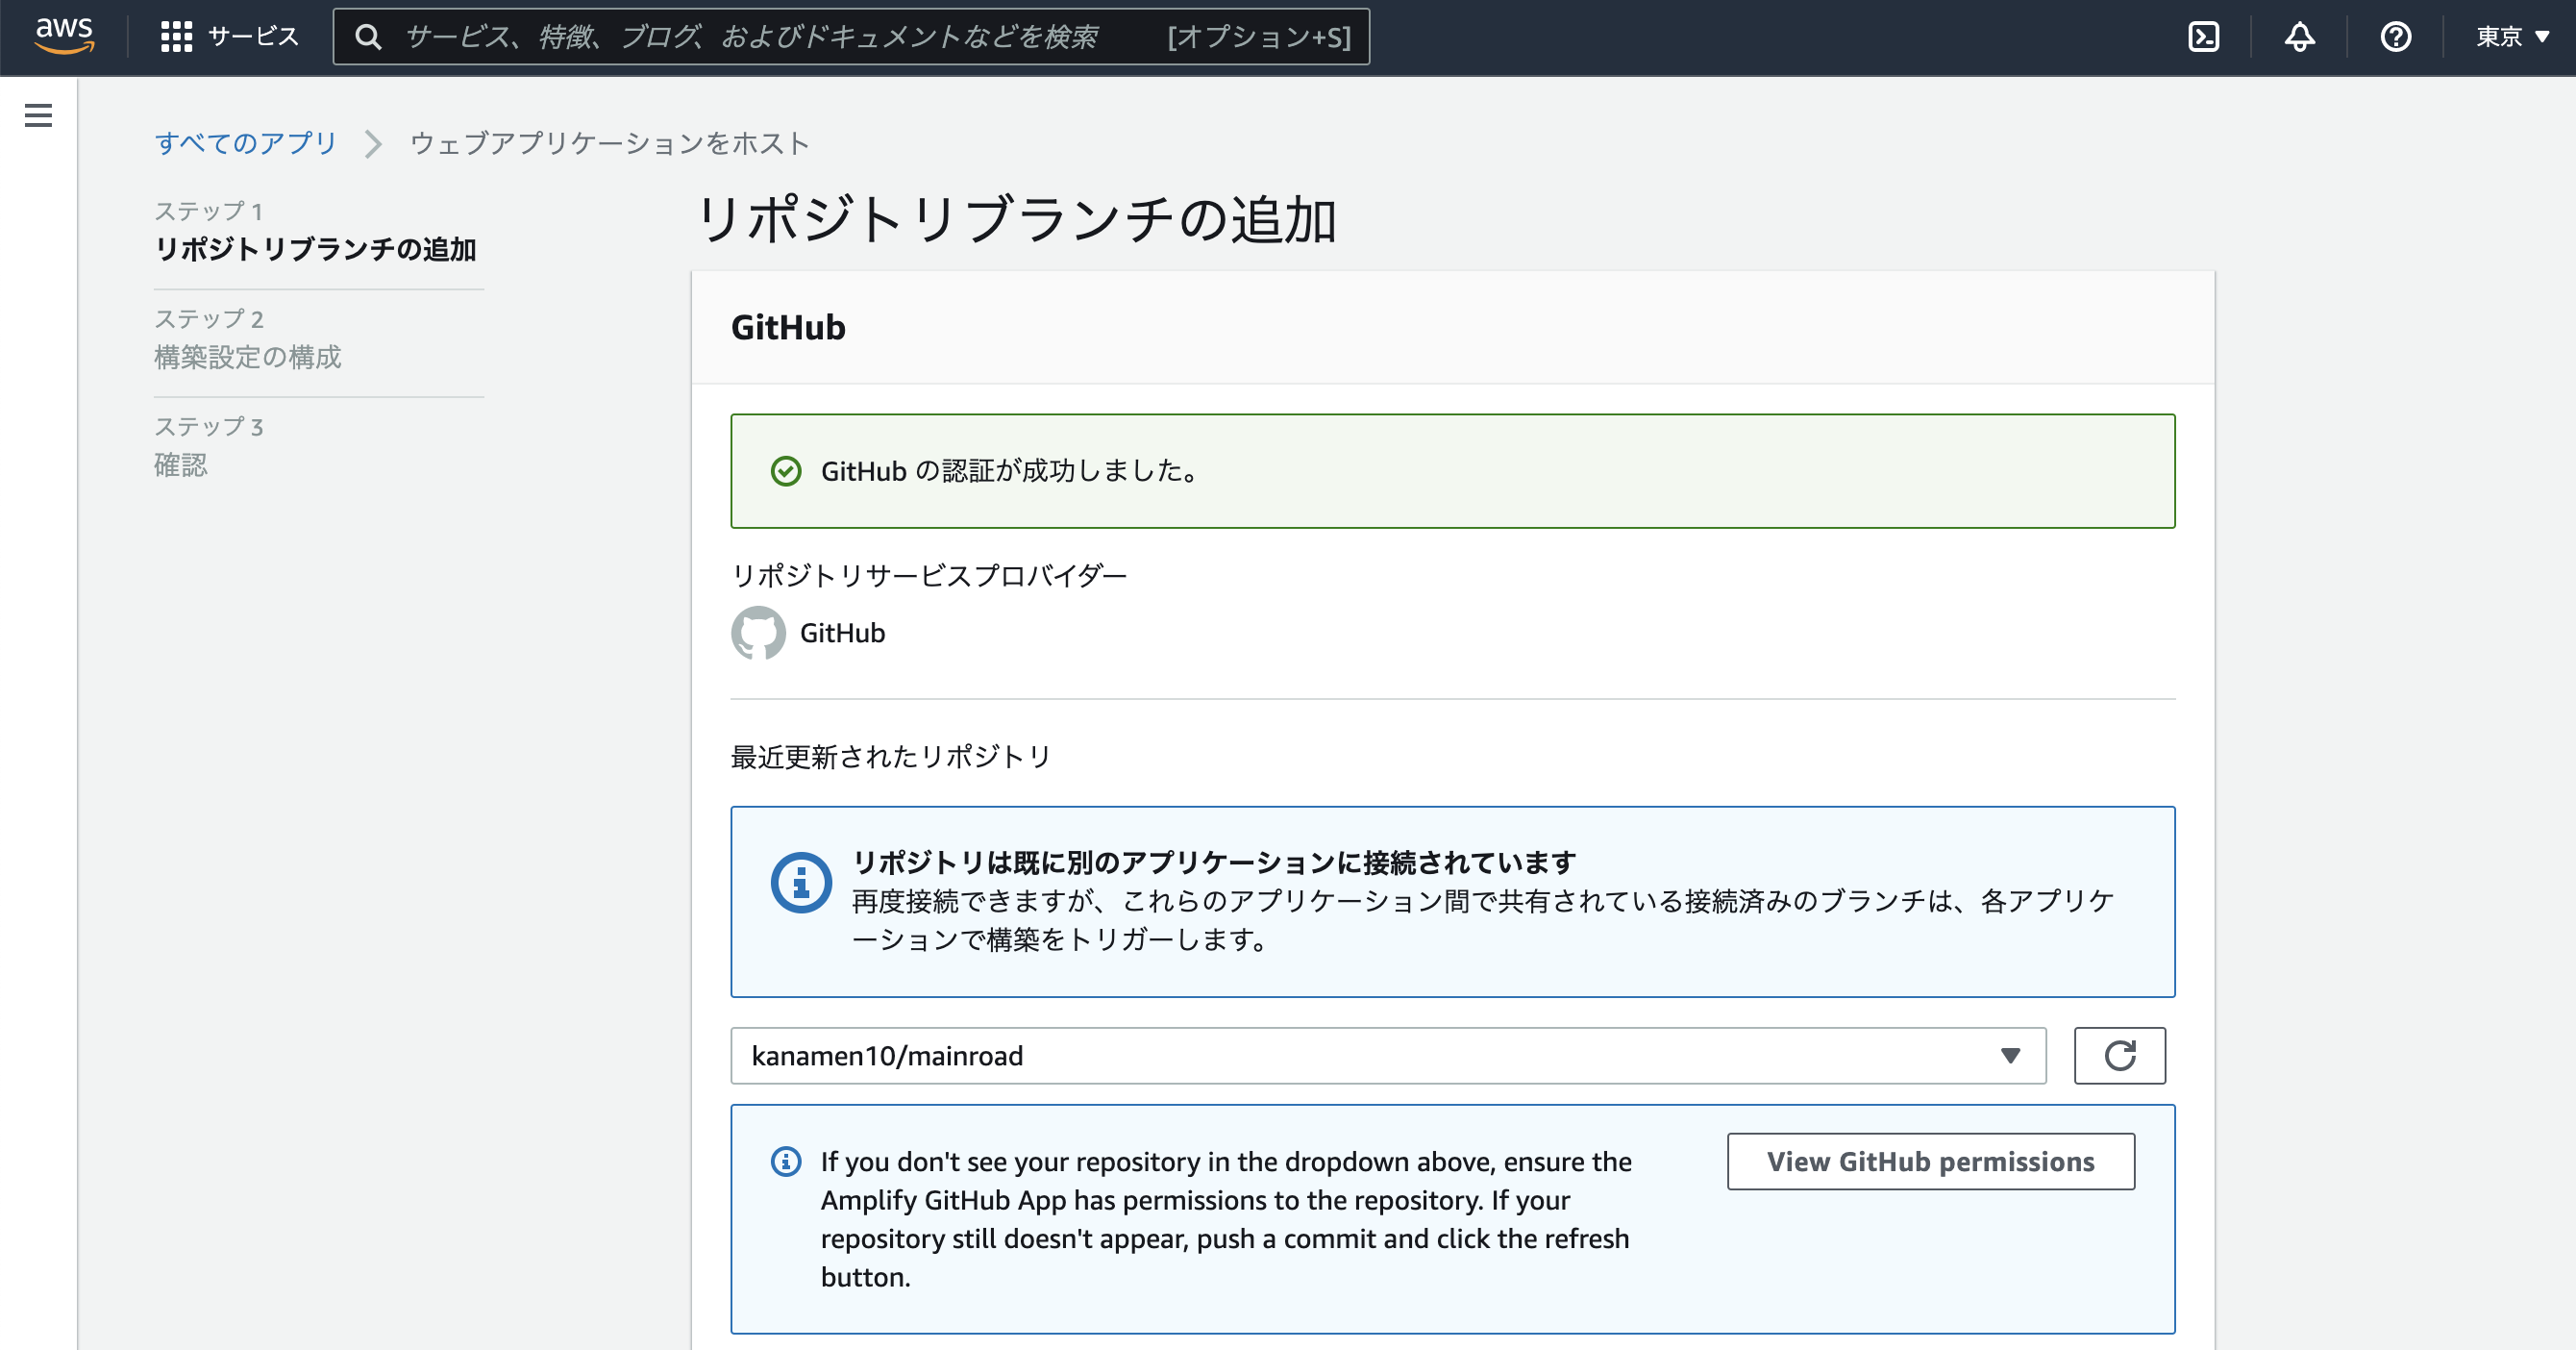 aws
サービス
サービス、特徴、ブログ、およびドキュメントなどを検索
[オプション+S]
東京
すべてのアプリ
ウェブアプリケーションをホスト
ステップ 1
リポジトリブランチの追加
ステップ 2
構築設定の構成
ステップ 3
確認
リポジトリブランチの追加
GitHub
GitHub の認証が成功しました。
リポジトリサービスプロバイダー
GitHub
最近更新されたリポジトリ
リポジトリは既に別のアプリケーションに接続されています
再度接続できますが、これらのアプリケーション間で共有されている接続済みのブランチは、各アプリケ
ーションで構築をトリガーします。
kanamen10/mainroad
If you don't see your repository in the dropdown above, ensure the
Amplify GitHub App has permissions to the repository. If your
repository still doesn't appear, push a commit and click the refresh
button.
View GitHub permissions